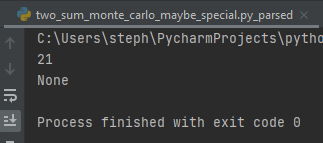 two_sum_monte_carlo_maybe_special.py_parsed
C:\Users\steph\PycharmProjects\pytho
21
None
Process finished with exit code 0